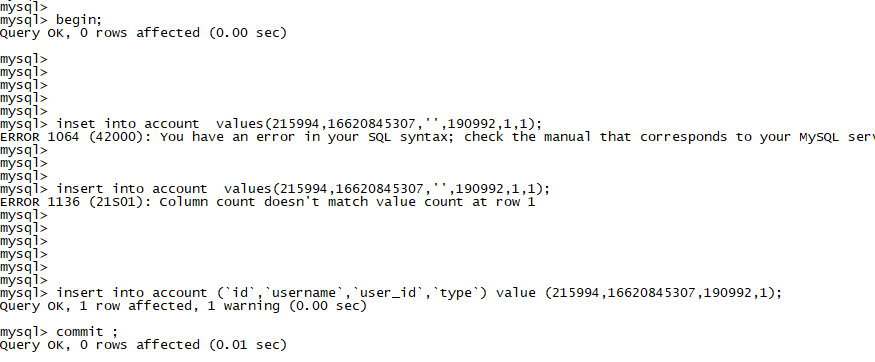 mysql>
mysql> begin;
Query OK, 0 rows affected (0.00 sec)
mysql>
mysql>
mysql>
mysql>
mysql>
mysql> inset into account  values(215994,16620845307,'',190992,1,1);
ERROR 1064 (42000): You have an error in your SQL syntax; check the manual that corresponds to your MySQL ser
mysql>
mysql>
mysql>
mysql> insert into account  values(215994,16620845307,'',190992,1,1);
ERROR 1136 (21S01): Column count doesn't match value count at row 1
mysql>
mysql>
mysql>
mysql>
mysql>
mysql>
mysql> insert into account (`id`,`username`,`user_id`,`type`) value (215994,16620845307,190992,1);
Query OK, 1 row affected, 1 warning (0.00 sec)
mysql> commit ;
Query OK, 0 rows affected (0.01 sec)